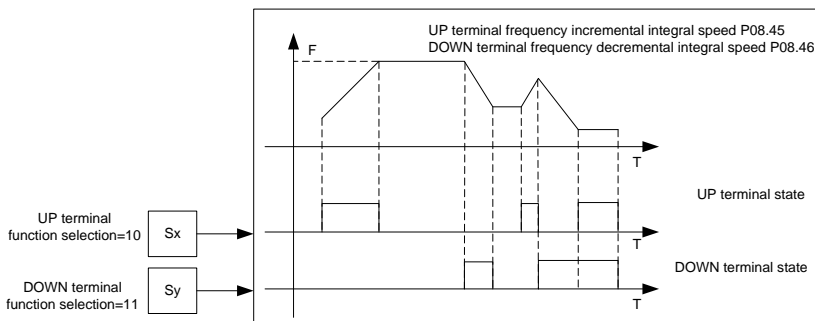 UP terminal frequency incremental integral speed P08.45
DOWN terminal frequency decremental integral speed P08.46
F
T
UP terminal state
UP terminal
function selection=10
Sx
T
DOWN terminal state
DOWN terminal
function selection=11
Sy
T